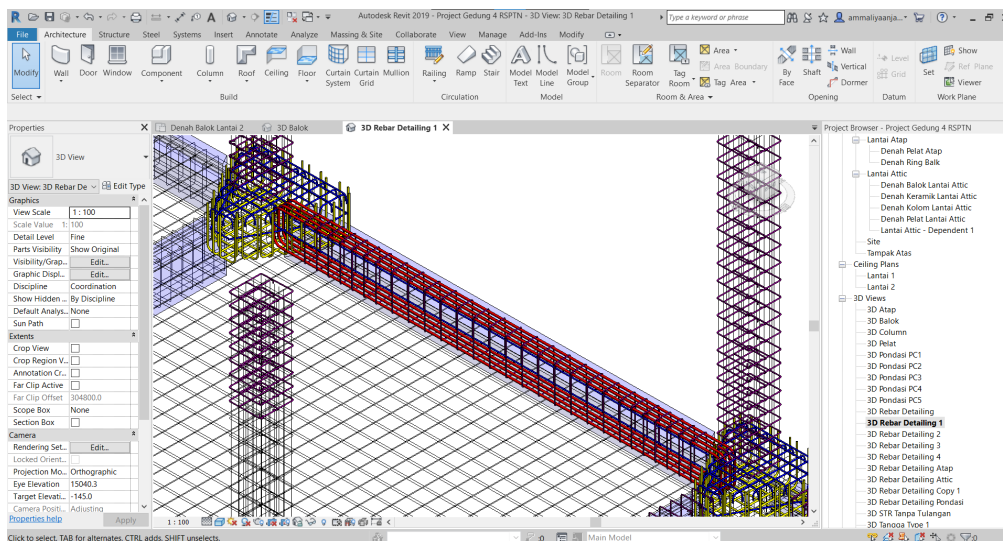 Autodesk Revit 2019 - Project Gedung 4 RSPTN - 3D View: 3D Rebar Detailing 1
Type a keyword or phrase
ammaliyaanja...
File Architecture Structure Steel Systems Insert Annotate Analyze Massing & Site Collaborate View Manage Add-Ins Modify
Modify
Wall Door Window Component Column Roof Ceiling Floor Curtain System Curtain Grid Mullion
Railing Ramp Stair
Model Text Model Line Model Group
Room Room Separator Tag Room
Area
Area Boundary
Tag Area
By Face Shaft
Wall
Vertical
Dormer
Level
Grid
Set
Show
Ref Plane
Viewer
Select Build Circulation Model Room & Area Opening Datum Work Plane
Properties
Denah Balok Lantai 2 3D Balok 3D Rebar Detailing 1
3D View
3D View: 3D Rebar De Edit Type
Graphics
View Scale 1 : 100
Scale Value 1: 100
Detail Level Fine
Parts Visibility Show Original
Visibility/Grap... Edit...
Graphic Displ... Edit...
Discipline Coordination
Show Hidden ... By Discipline
Default Analys... None
Sun Path
Extents
Crop View
Crop Region V...
Annotation Cr...
Far Clip Active
Far Clip Offset 304800.0
Scope Box None
Section Box
Camera
Rendering Set... Edit...
Locked Orient...
Projection Mo... Orthographic
Eye Elevation 15040.3
Target Elevati... -145.0
Camera Positi... Adjusting
Properties help Apply
1 : 100
Project Browser - Project Gedung 4 RSPTN
Lantai Atap
Denah Pelat Atap
Denah Ring Balk
Lantai Attic
Denah Balok Lantai Attic
Denah Keramik Lantai Attic
Denah Kolom Lantai Attic
Denah Pelat Lantai Attic
Lantai Attic - Dependent 1
Site
Tampak Atas
Ceiling Plans
Lantai 1
Lantai 2
3D Views
3D Atap
3D Balok
3D Column
3D Pelat
3D Pondasi PC1
3D Pondasi PC2
3D Pondasi PC3
3D Pondasi PC4
3D Pondasi PC5
3D Rebar Detailing
3D Rebar Detailing 1
3D Rebar Detailing 2
3D Rebar Detailing 3
3D Rebar Detailing 4
3D Rebar Detailing Atap
3D Rebar Detailing Attic
3D Rebar Detailing Copy 1
3D Rebar Detailing Pondasi
3D STR Tanpa Tulangan
3D Tangga Type 1
Click to select, TAB for alternates, CTRL adds, SHIFT unselects.
:0
Main Model
:0